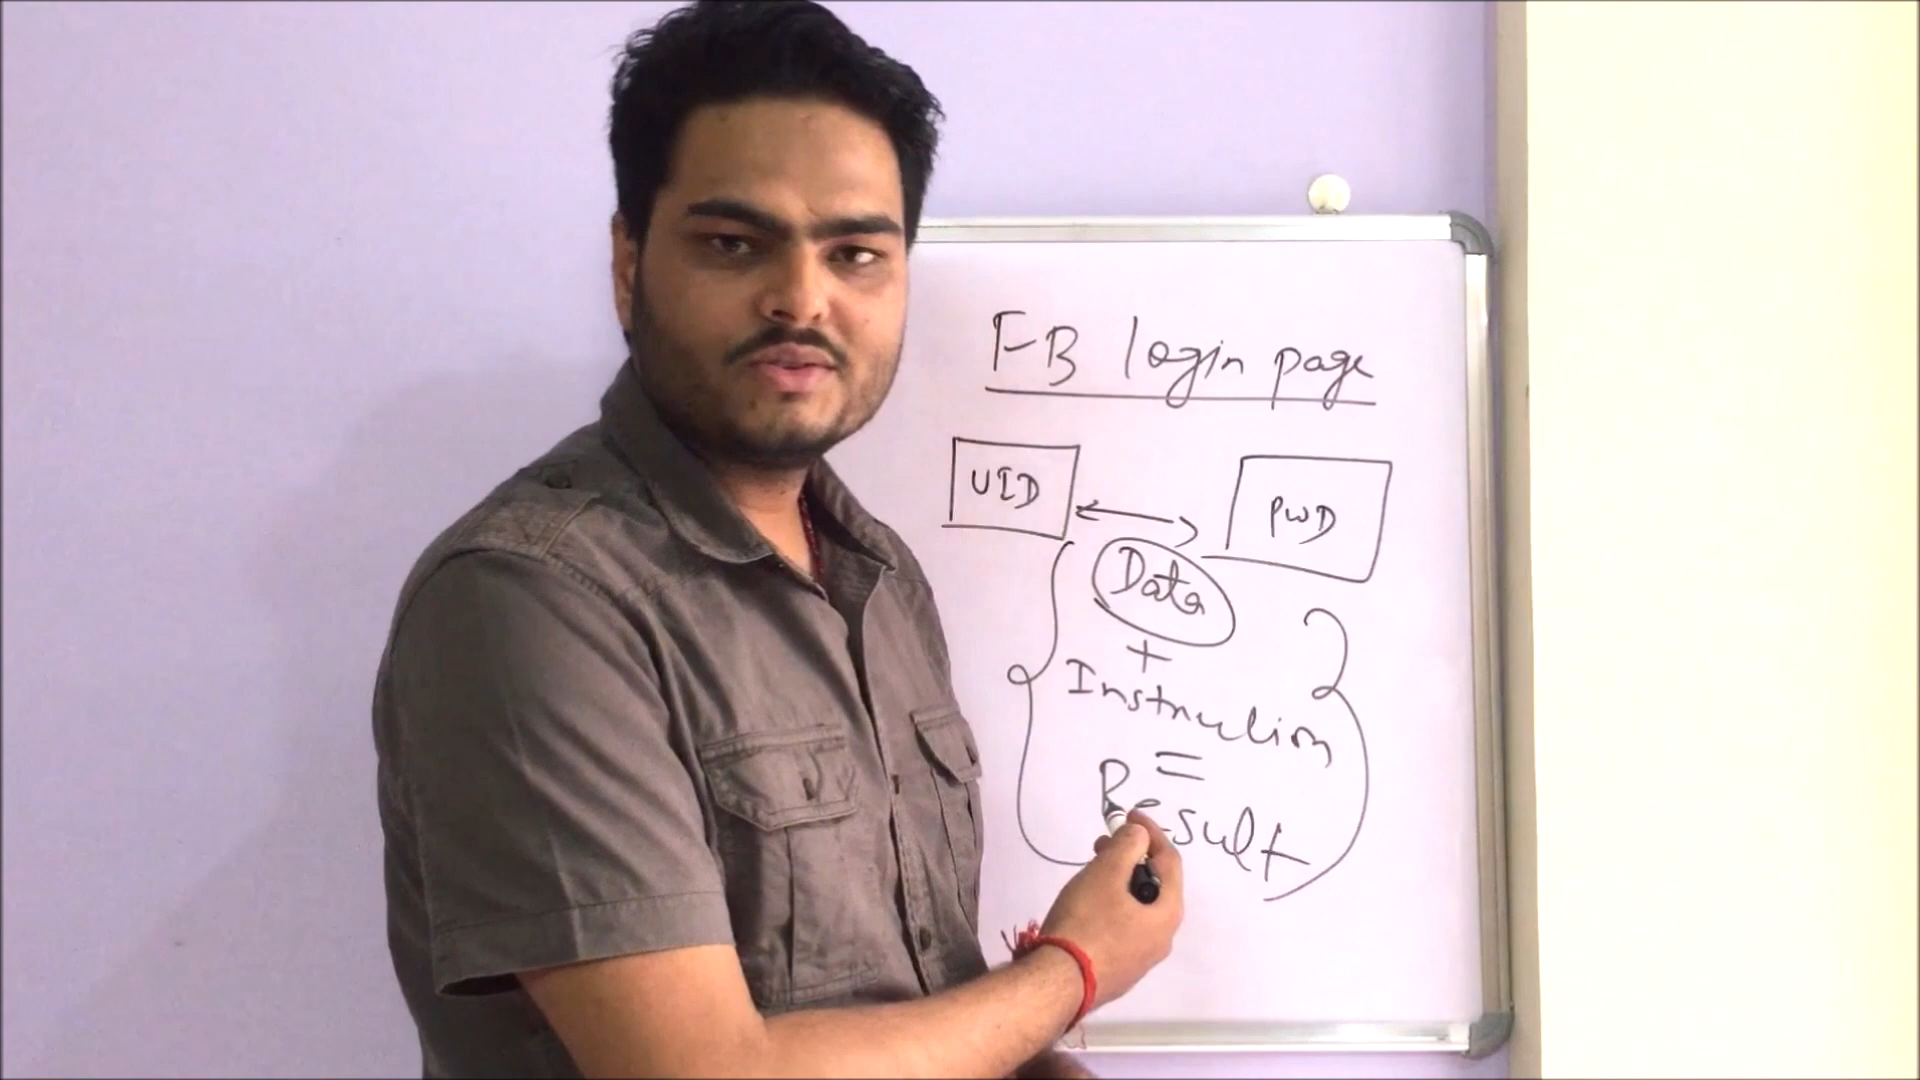 FB login page
UID
PWD
Data
+
Instruction
=
Result